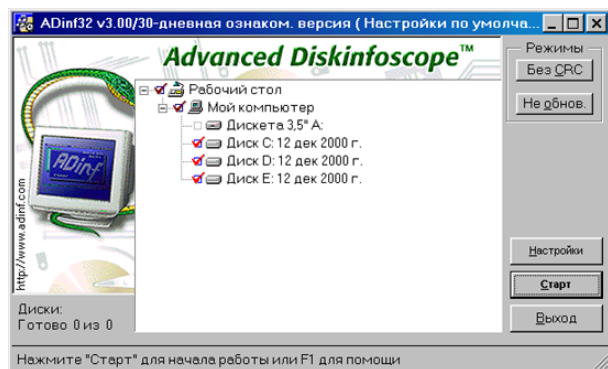 ADinf32 v3.00/30-дневная ознаком. версия ( Настройки по умолча...
Advanced Diskinfoscope™
Режимы
Без CRC
Не обнов.
Рабочий стол
Мой компьютер
Дискета 3,5" A:
Диск C: 12 дек 2000 г.
Диск D: 12 дек 2000 г.
Диск E: 12 дек 2000 г.
ADinf
http://www.adinf.com
Настройки
Старт
Выход
Диски:
Готово 0 из 0
Нажмите "Старт" для начала работы или F1 для помощи